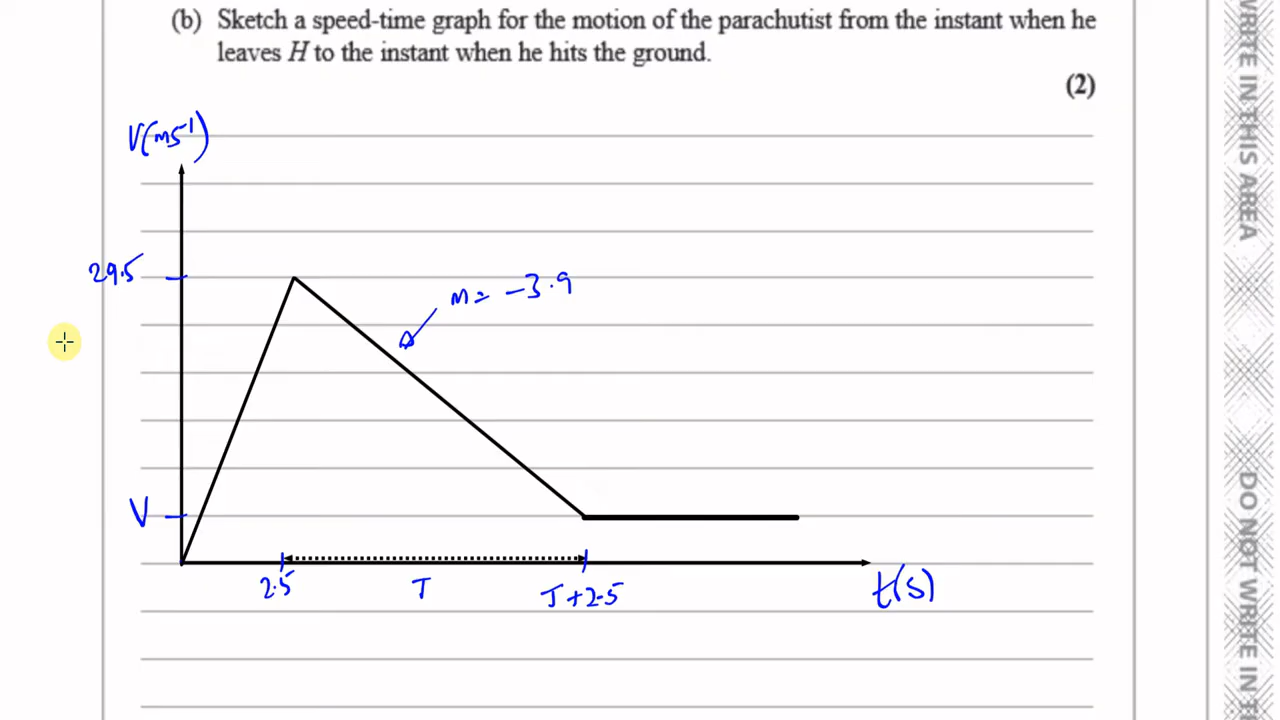 (b) Sketch a speed-time graph for the motion of the parachutist from the instant when he
leaves H to the instant when he hits the ground.
(2)
V(ms⁻¹)
29.5
m = -3.9
V
2.5
T
T+2.5
t(s)
WRITE IN THIS AREA
DO NOT WRITE IN T